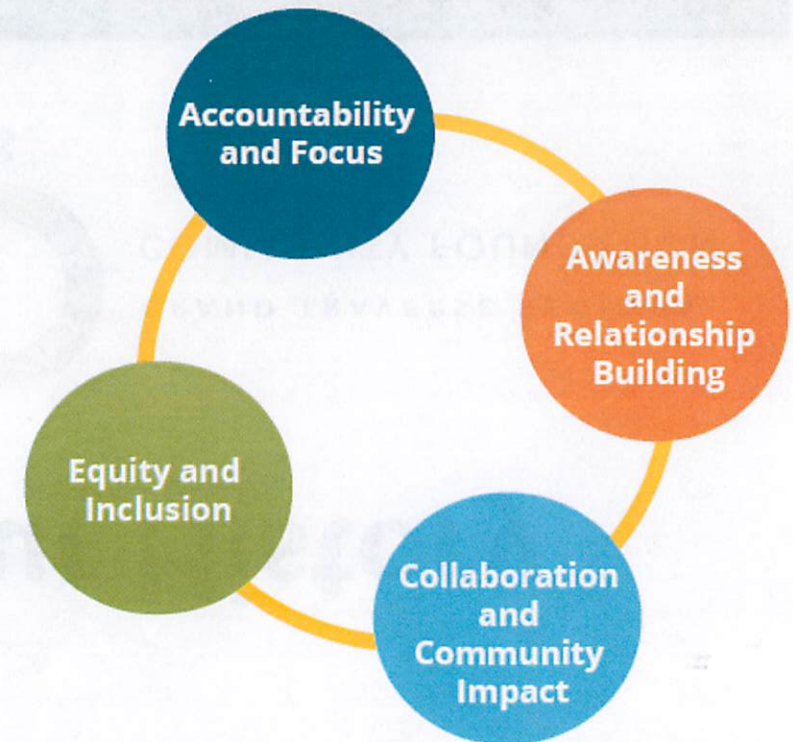 Accountability
and Focus
Awareness
and
Relationship
Building
Equity and
Inclusion
Collaboration
and
Community
Impact